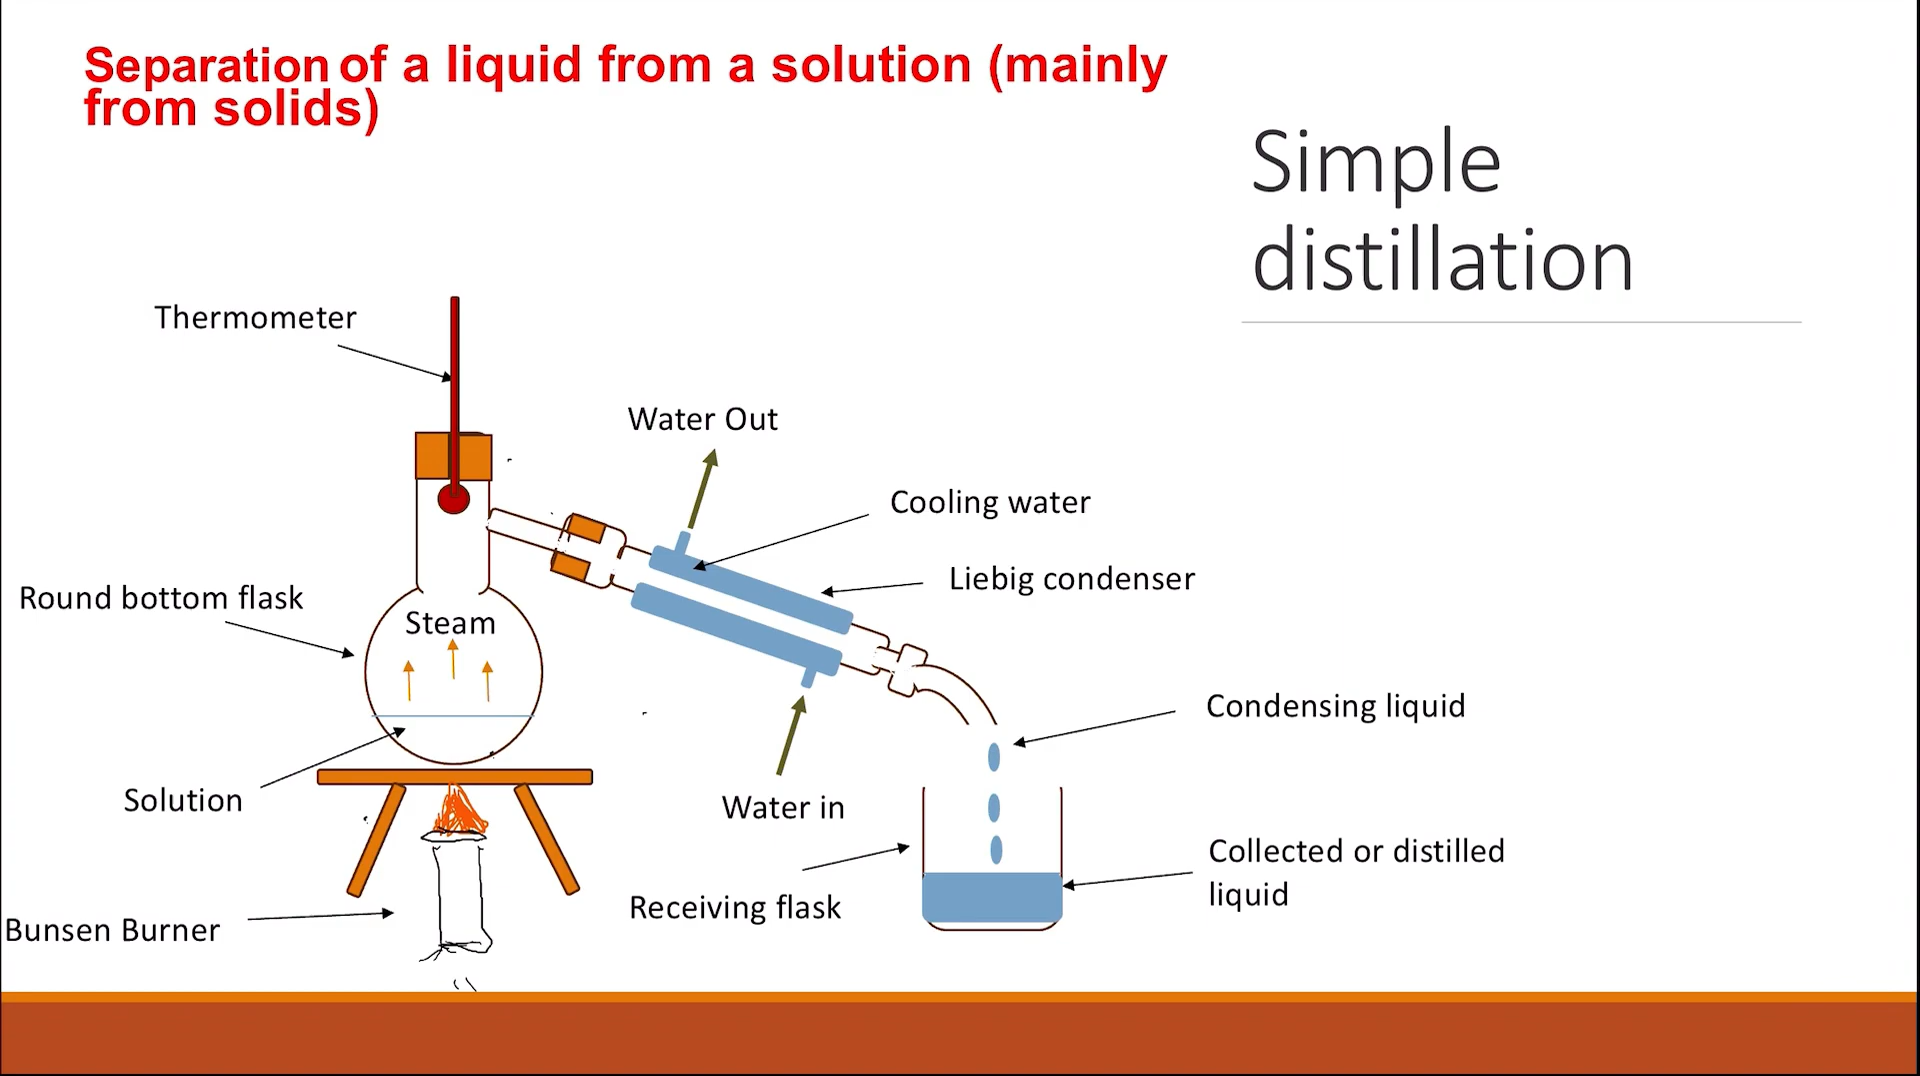 Separation of a liquid from a solution (mainly
from solids)
Simple
distillation
Thermometer
Water Out
Cooling water
Liebig condenser
Round bottom flask
Steam
Condensing liquid
Solution
Water in
Collected or distilled
liquid
Receiving flask
Bunsen Burner